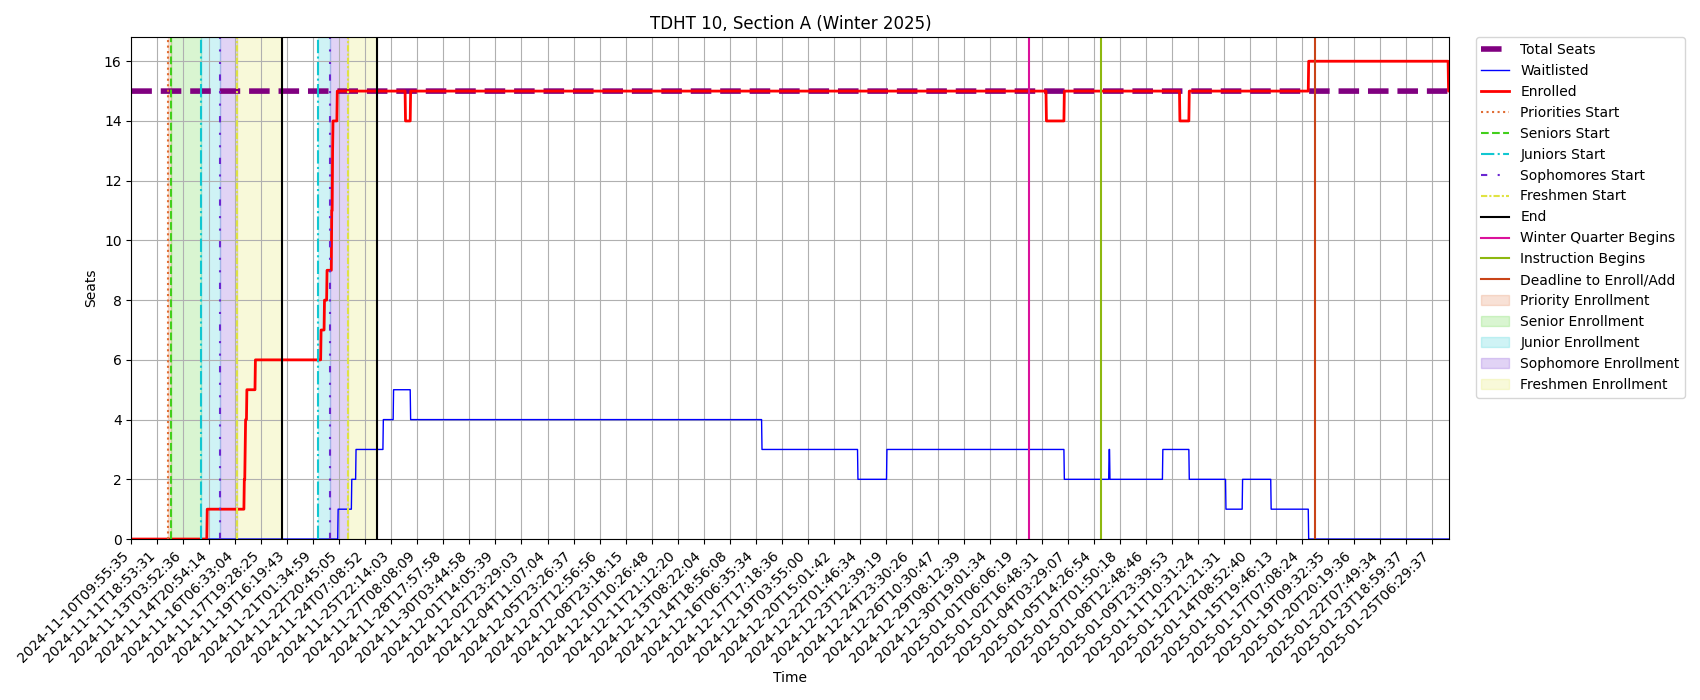 TDHT 10, Section A (Winter 2025)
Seats
16
14
12
10
8
6
4
2
0
2024-11-10T09:55:35
2024-11-11T18:53:31
2024-11-13T03:52:36
2024-11-14T20:54:14
2024-11-16T06:33:04
2024-11-17T19:28:25
2024-11-19T16:19:43
2024-11-21T01:34:59
2024-11-22T20:45:05
2024-11-24T07:08:52
2024-11-25T22:14:03
2024-11-27T08:08:09
2024-11-28T17:57:58
2024-11-30T03:44:58
2024-12-01T14:05:39
2024-12-02T23:29:03
2024-12-04T11:07:04
2024-12-05T23:26:37
2024-12-07T12:56:56
2024-12-08T23:18:15
2024-12-10T10:26:48
2024-12-11T21:12:20
2024-12-13T08:22:04
2024-12-14T18:56:08
2024-12-16T06:35:34
2024-12-17T17:18:36
2024-12-19T03:55:00
2024-12-20T15:01:42
2024-12-22T01:46:34
2024-12-23T12:39:19
2024-12-24T23:30:26
2024-12-26T10:30:47
2024-12-29T08:12:39
2024-12-30T19:01:34
2025-01-01T06:06:19
2025-01-02T16:48:31
2025-01-04T03:29:07
2025-01-05T14:26:54
2025-01-07T01:50:18
2025-01-08T12:48:46
2025-01-09T23:39:53
2025-01-11T10:31:24
2025-01-12T21:21:31
2025-01-14T08:52:40
2025-01-15T19:46:13
2025-01-17T07:08:24
2025-01-19T09:32:35
2025-01-20T20:19:36
2025-01-22T07:49:34
2025-01-23T18:59:37
2025-01-25T06:29:37
Time
Total Seats
Waitlisted
Enrolled
Priorities Start
Seniors Start
Juniors Start
Sophomores Start
Freshmen Start
End
Winter Quarter Begins
Instruction Begins
Deadline to Enroll/Add
Priority Enrollment
Senior Enrollment
Junior Enrollment
Sophomore Enrollment
Freshmen Enrollment